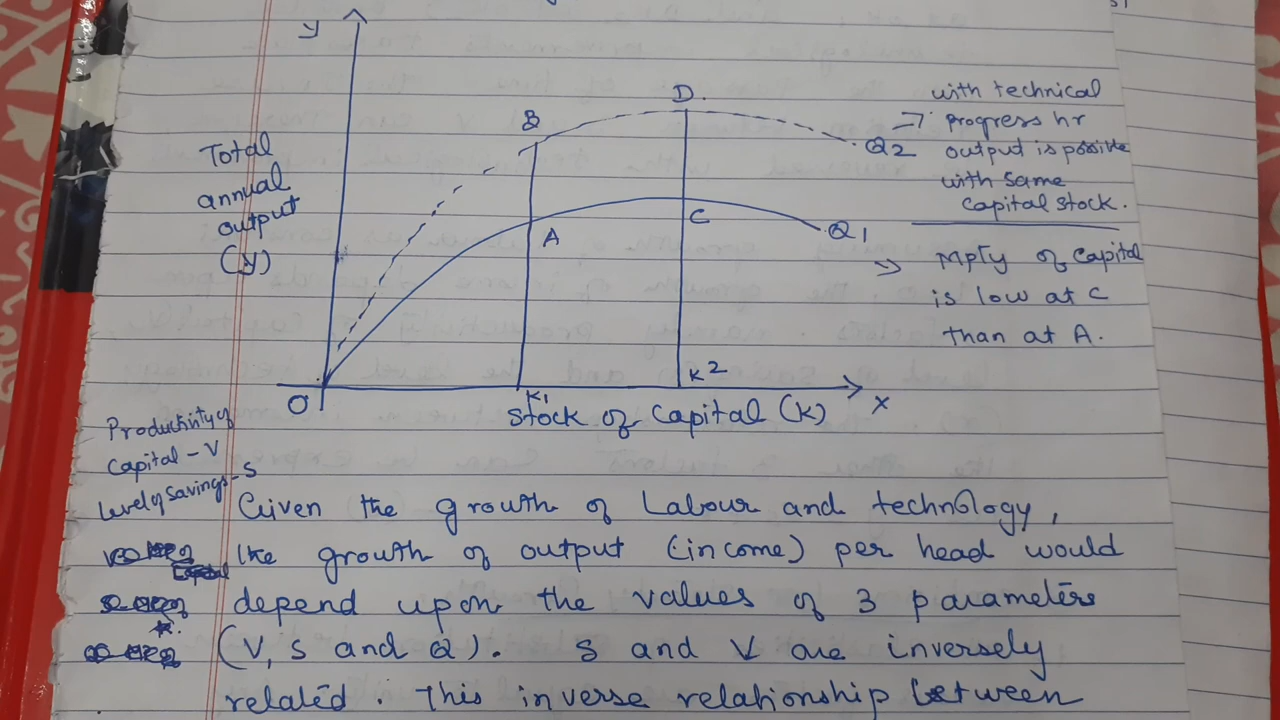 y
Total
annual
output
(y)
B
D.
A
C
Q2
Q1
with technical
progress hr
output is possible
with same
capital stock.
MPTy of Capital
is low at C
than at A.
O
K1
K2
x
Stock of Capital (K)
Productivity of
Capital - V
Level of Savings - S
Given the growth of Labour and technology,
the growth of output (income) per head would
depend upon the values of 3 parameters
(V, S and Q). S and V are inversely
related. This inverse relationship between